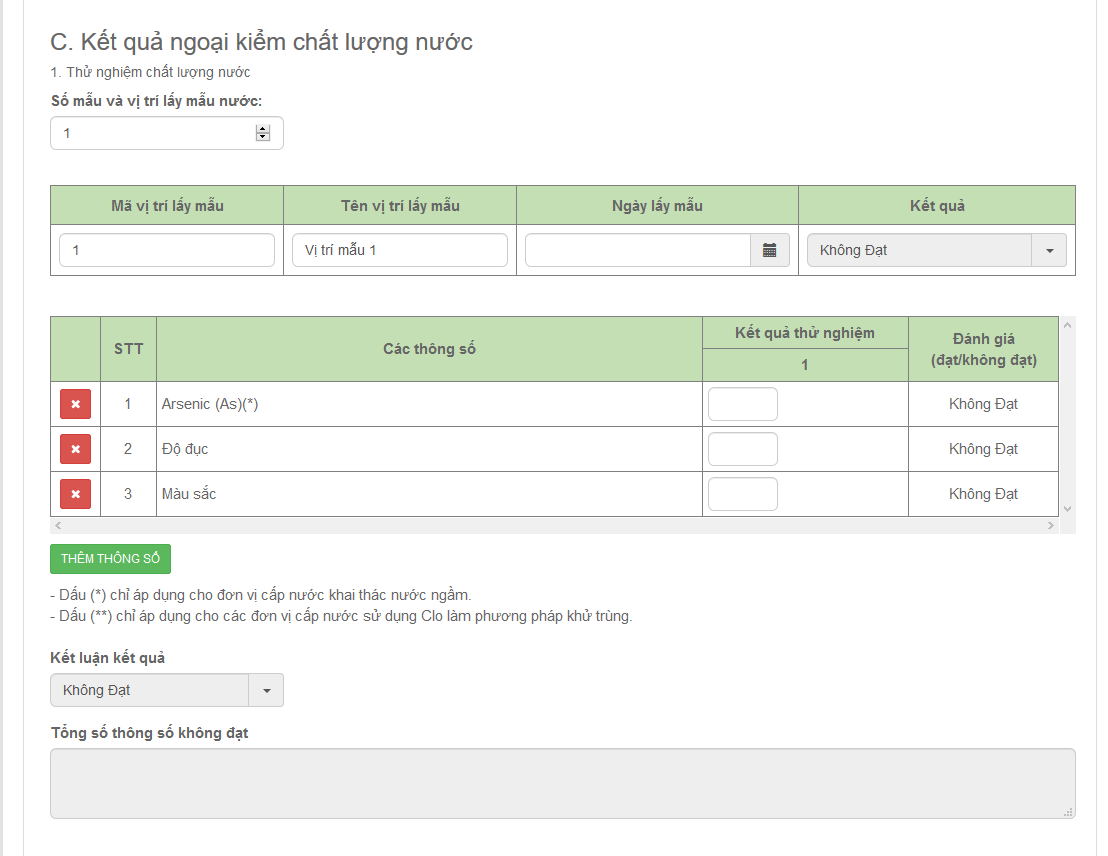 C. Kết quả ngoại kiểm chất lượng nước
1. Thử nghiệm chất lượng nước
Số mẫu và vị trí lấy mẫu nước:
1
Mã vị trí lấy mẫu Tên vị trí lấy mẫu Ngày lấy mẫu Kết quả
1 Vị trí mẫu 1 Không Đạt
STT Các thông số Kết quả thử nghiệm Đánh giá
1 (đạt/không đạt)
1 Arsenic (As)(*) Không Đạt
2 Độ đục Không Đạt
3 Màu sắc Không Đạt
THÊM THÔNG SỐ
- Dấu (*) chỉ áp dụng cho đơn vị cấp nước khai thác nước ngầm.
- Dấu (**) chỉ áp dụng cho các đơn vị cấp nước sử dụng Clo làm phương pháp khử trùng.
Kết luận kết quả
Không Đạt
Tổng số thông số không đạt